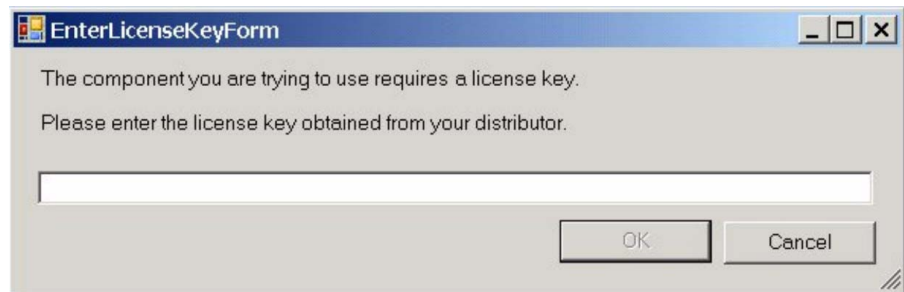 EnterLicenseKeyForm
The component you are trying to use requires a license key.
Please enter the license key obtained from your distributor.
OK
Cancel